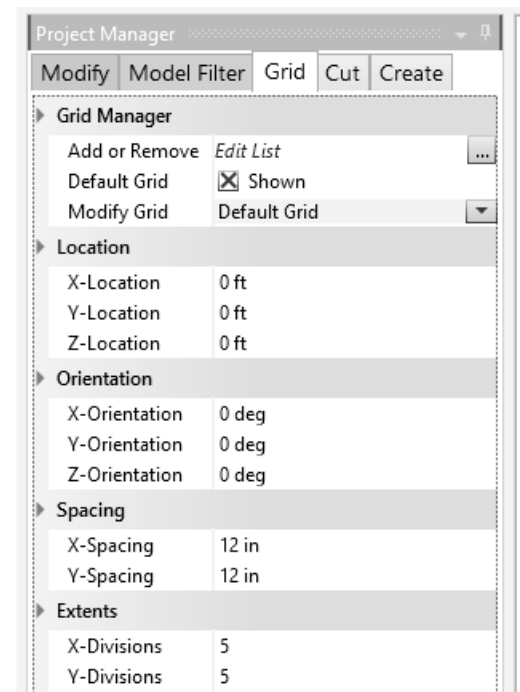 Project Manager
Modify Model Filter Grid Cut Create
Grid Manager
Add or Remove Edit List ...
Default Grid Shown
Modify Grid Default Grid
Location
X-Location 0 ft
Y-Location 0 ft
Z-Location 0 ft
Orientation
X-Orientation 0 deg
Y-Orientation 0 deg
Z-Orientation 0 deg
Spacing
X-Spacing 12 in
Y-Spacing 12 in
Extents
X-Divisions 5
Y-Divisions 5